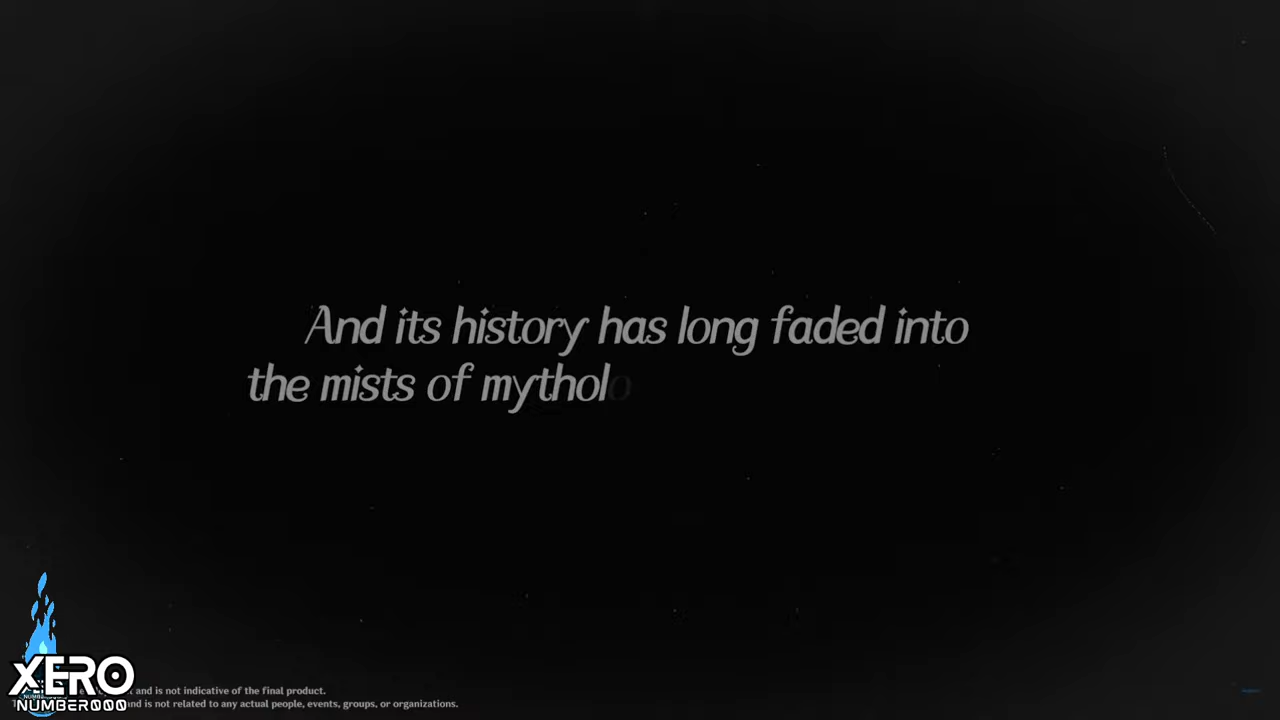 And its history has long faded into
the mists of mythol
XERO
NUMBER000
and is not indicative of the final product.
and is not related to any actual people, events, groups, or organizations.